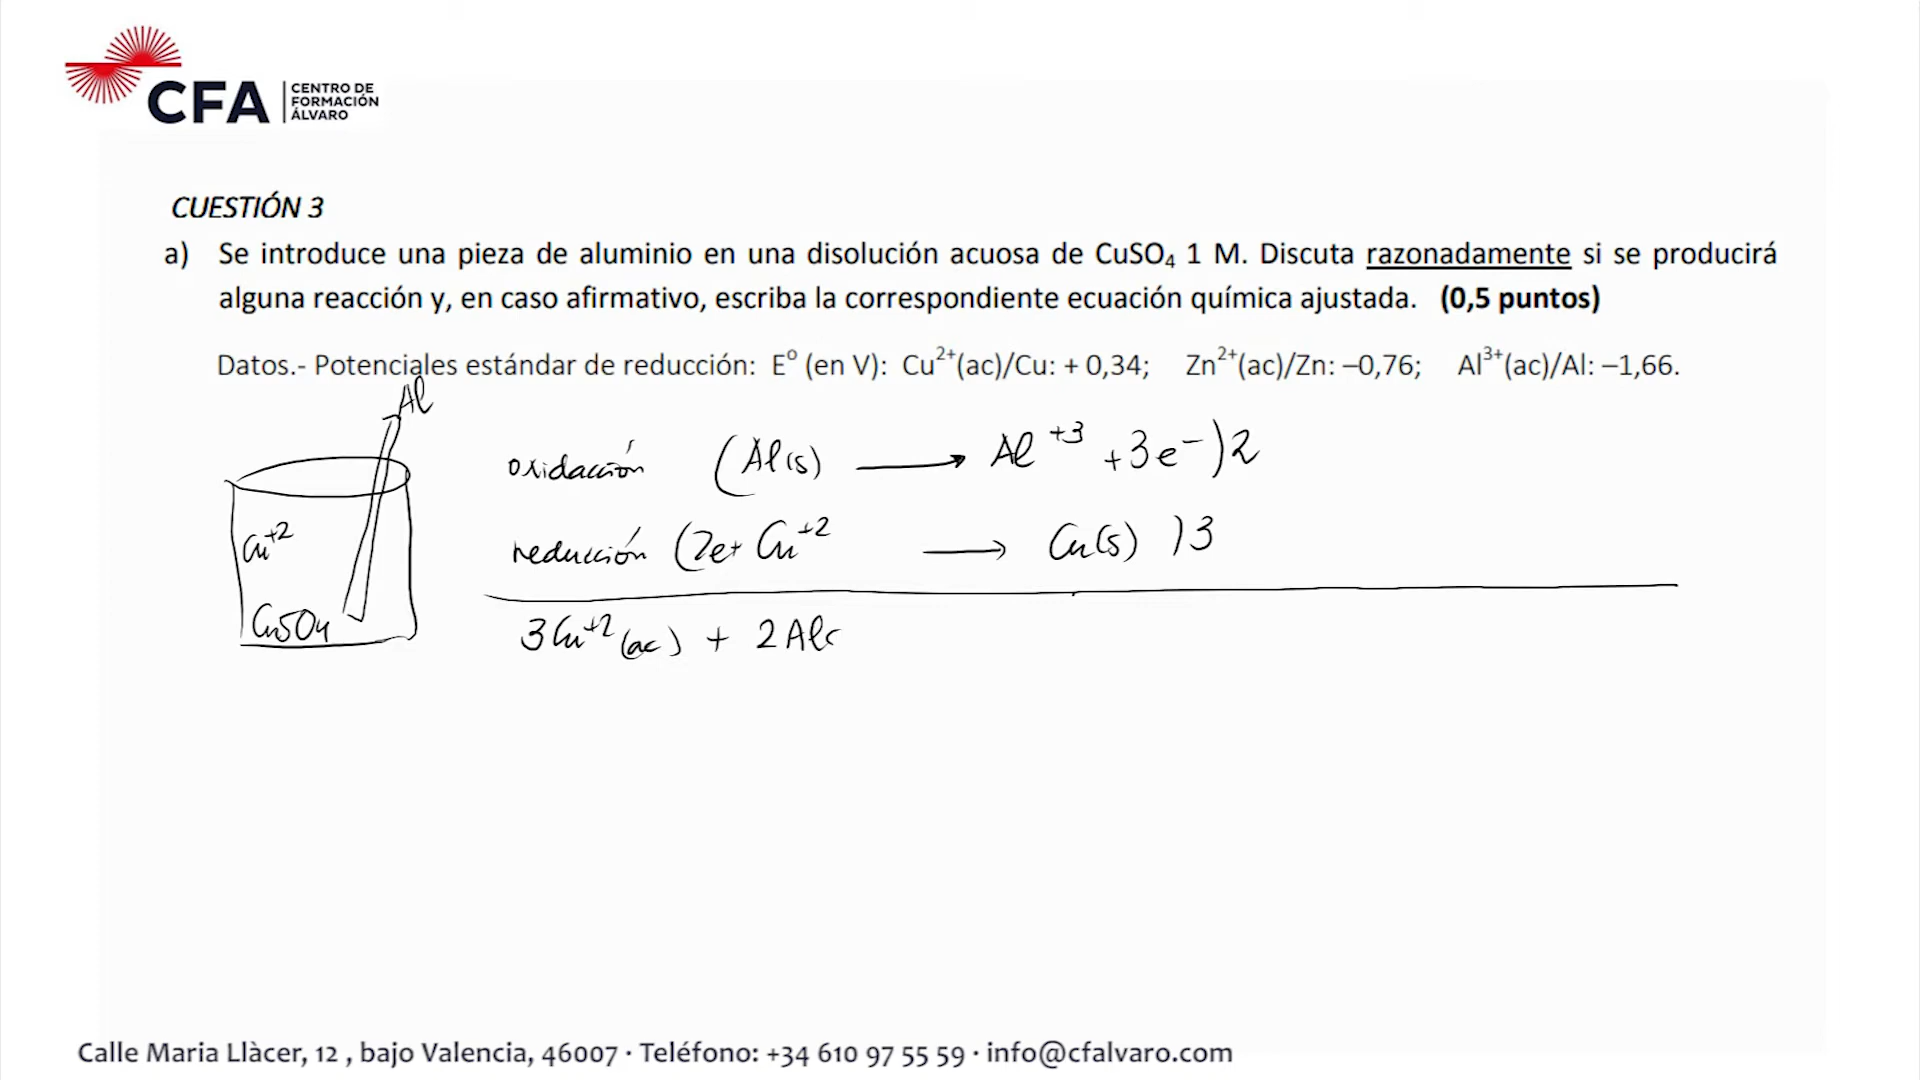 CFA
CENTRO DE
FORMACIÓN
ÁLVARO
CUESTIÓN 3
a) Se introduce una pieza de aluminio en una disolución acuosa de CuSO₄ 1 M. Discuta razonadamente si se producirá
alguna reacción y, en caso afirmativo, escriba la correspondiente ecuación química ajustada. (0,5 puntos)
Datos.- Potenciales estándar de reducción: Eº (en V): Cu²⁺(ac)/Cu: + 0,34; Zn²⁺(ac)/Zn: –0,76; Al³⁺(ac)/Al: –1,66.
Al
oxidación (Al(s) → Al⁺³ + 3e⁻)2
Cu⁺²
reducción (2e+ Cu⁺² → Cu(s) )3
CuSO4
3Cu⁺²(ac) + 2Al(
Calle Maria Llàcer, 12 , bajo Valencia, 46007 · Teléfono: +34 610 97 55 59 · info@cfalvaro.com